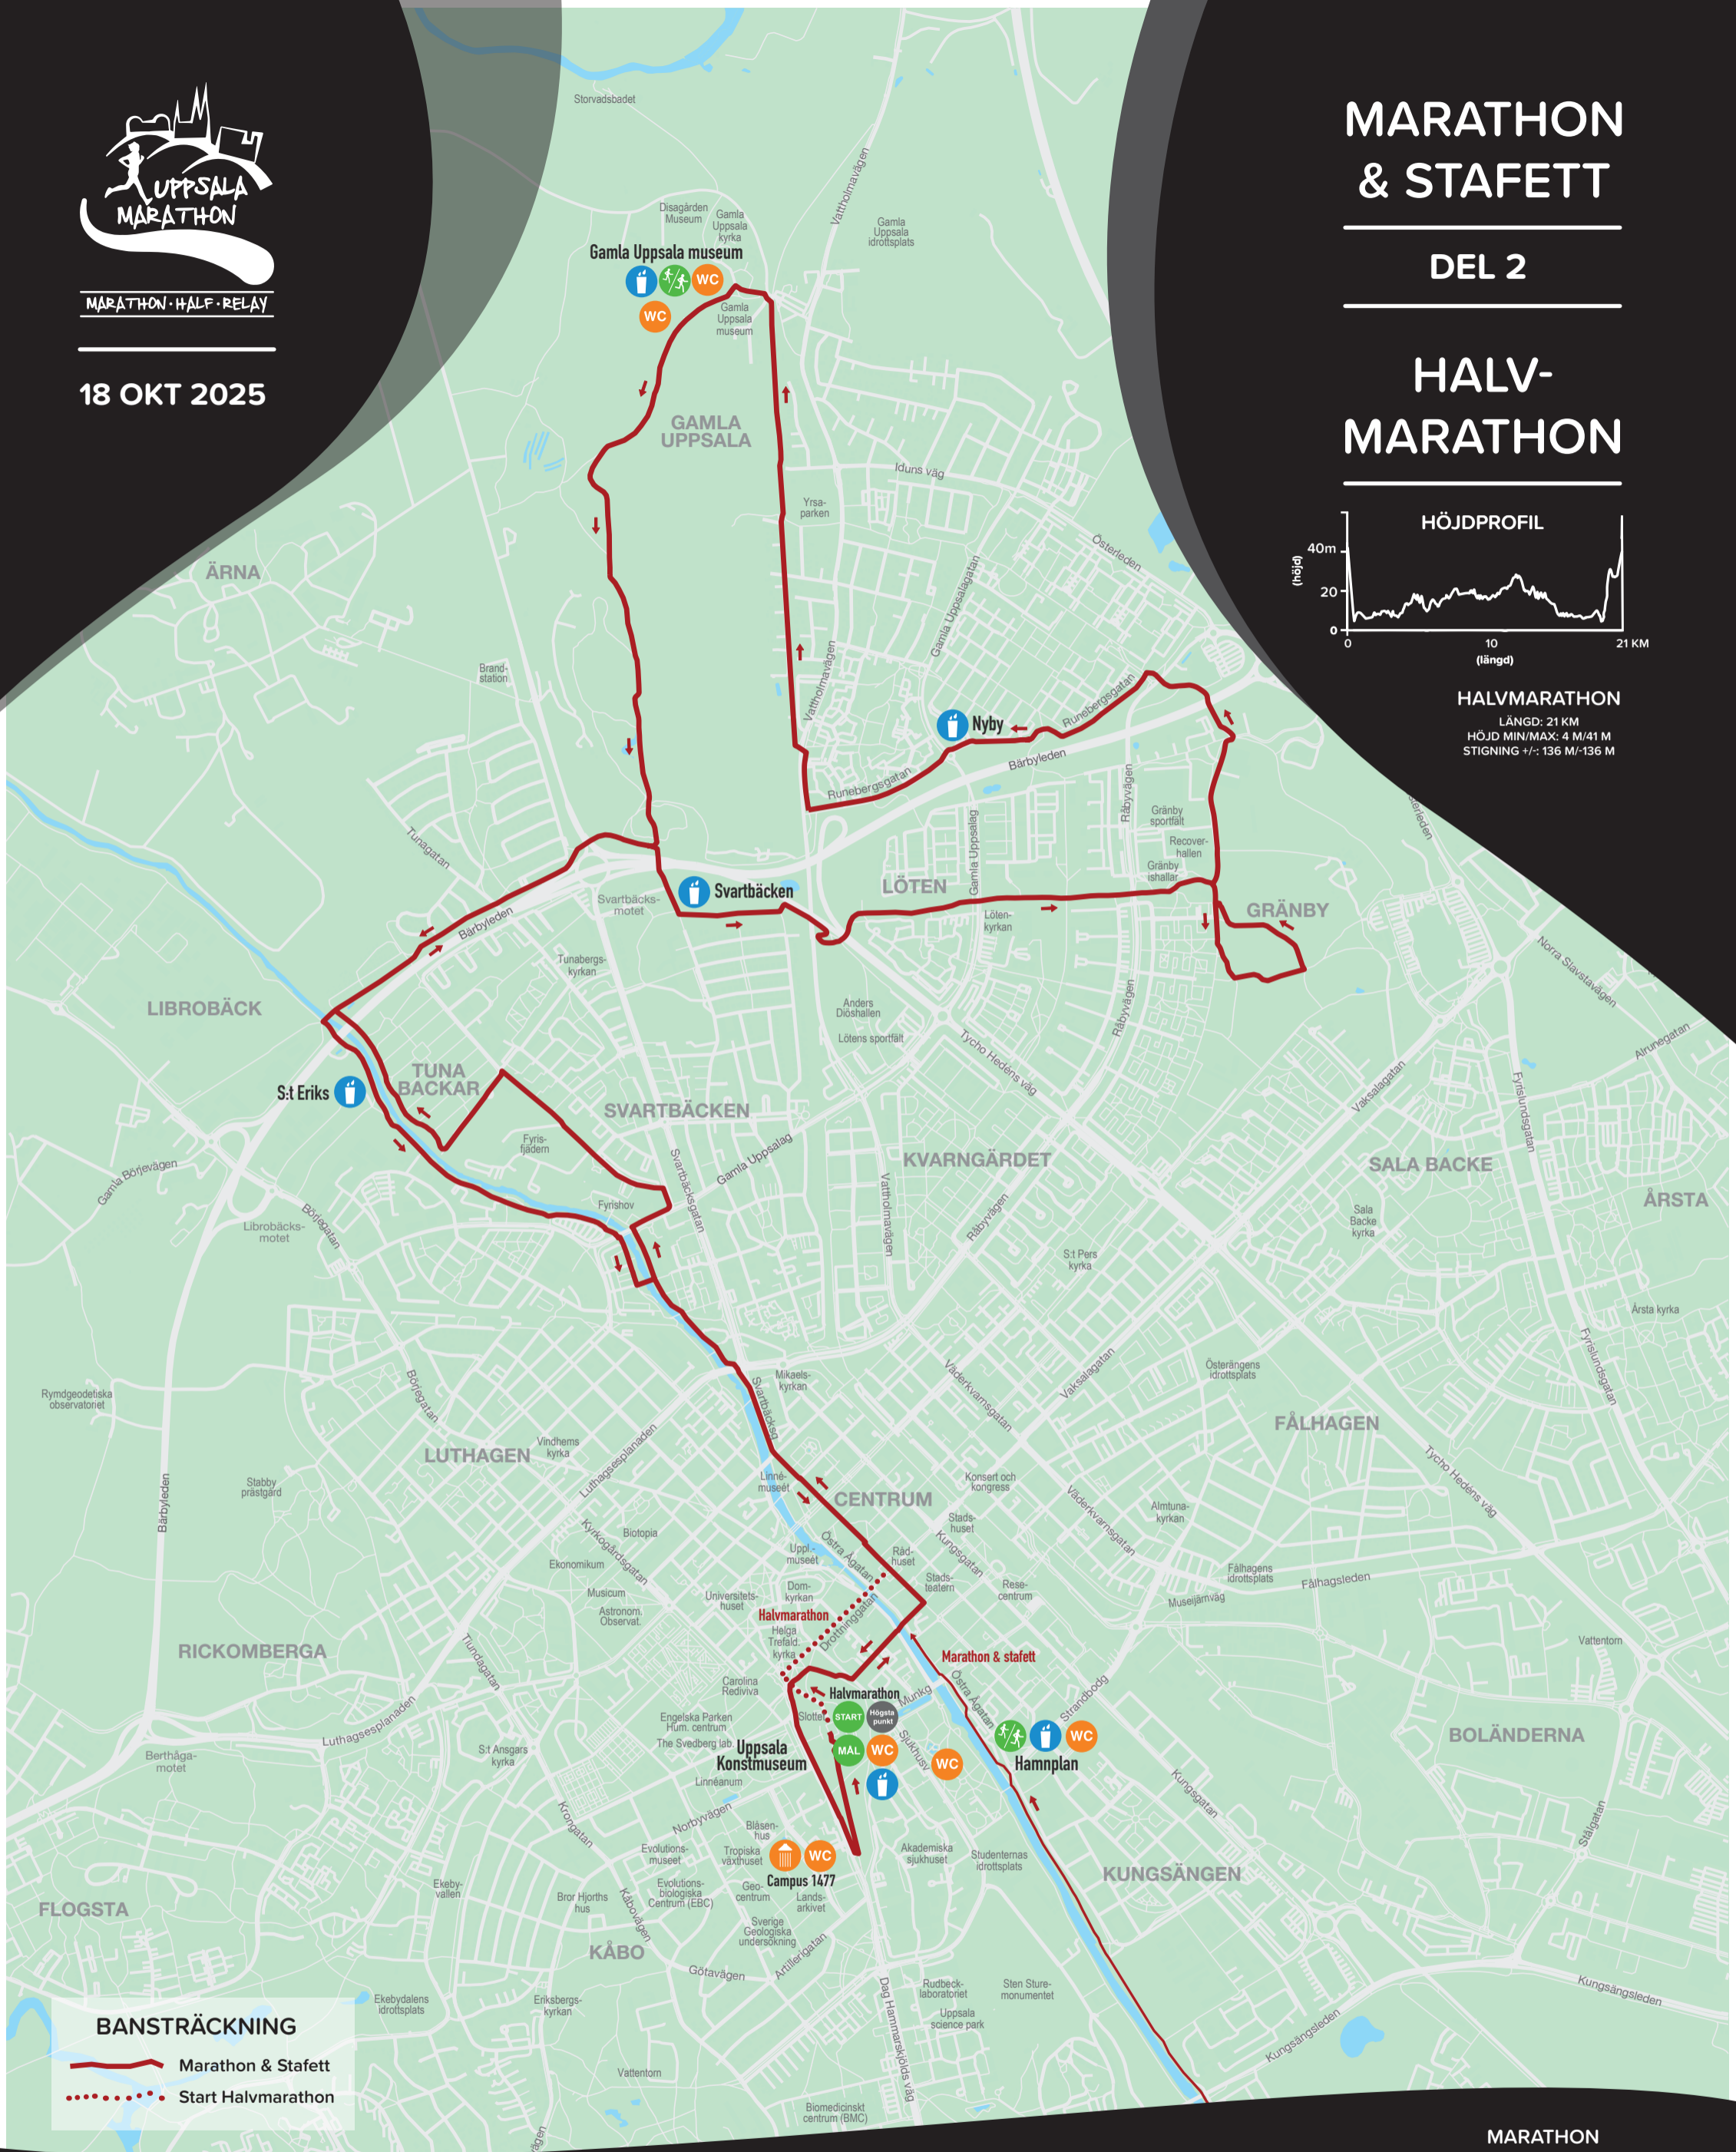 UPPSALA
MARATHON
MARATHON·HALF·RELAY
18 OKT 2025
MARATHON
& STAFETT
DEL 2
HALV-
MARATHON
HÖJDPROFIL
(höjd)
40m
20
0
0
10
21 KM
(längd)
HALVMARATHON
LÄNGD: 21 KM
HÖJD MIN/MAX: 4 M/41 M
STIGNING +/-: 136 M/-136 M
Storvadsbadet
Vattholmavägen
Disagården
Museum
Gamla
Uppsala
kyrka
Gamla
Uppsala
idrottsplats
Gamla Uppsala museum
WC
WC
Gamla
Uppsala
museum
GAMLA
UPPSALA
Iduns väg
Yrsa-
parken
Österleden
ÄRNA
Gamla Uppsalagatan
Brand-
station
Vattholmavägen
Runebergsgatan
Nyby
Bärbyleden
Runebergsgatan
Råbyvägen
Gränby
sportfält
Recover-
hallen
Gränby
ishallar
Tunagatan
Gamla Uppsalag
Svartbäcken
LÖTEN
Svartbäcks-
motet
Löten-
kyrkan
GRÄNBY
Bärbyleden
Tunabergs-
kyrkan
Norra Slavstavägen
LIBROBÄCK
Anders
Diöshallen
Lötens sportfält
Råbyvägen
Tycho Hedéns väg
Alrunegatan
TUNA
BACKAR
S:t Eriks
SVARTBÄCKEN
Vaksalagatan
Fyrislundsgatan
Fyris-
fjädern
Gamla Uppsalag
KVARNGÄRDET
SALA BACKE
ÅRSTA
Gamla Börjevägen
Svartbäcksgatan
Vattholmavägen
Råbyvägen
Fyrishov
Librobäcks-
motet
Börjegatan
Sala
Backe
kyrka
S:t Pers
kyrka
Årsta kyrka
Fyrislundsgatan
Rymdgeodetiska
observatoriet
Börjegatan
Mikaels-
kyrkan
Svartbäcksg
Väderkvarnsgatan
Vaksalagatan
Österängens
idrottsplats
FÅLHAGEN
LUTHAGEN
Vindhems
kyrka
Luthagsesplanaden
Stabby
prästgård
Bärbyleden
Linné-
museét
CENTRUM
Konsert och
kongress
Väderkvarnsgatan
Almtuna-
kyrkan
Tycho Hedéns väg
Stads-
huset
Kungsgatan
Biotopia
Kyrkogårdsgatan
Ekonomikum
Uppl.-
museét
Östra Ågatan
Råd-
huset
Stads-
teatern
Rese-
centrum
Fålhagens
idrottsplats
Fålhagsleden
Museijärnväg
Musicum
Astronom.
Observat.
Universitets-
huset
Dom-
kyrkan
Halvmarathon
Helga
Trefald.
kyrka
Drottninggatan
RICKOMBERGA
Tiundagatan
Vattentorn
Marathon & stafett
Carolina
Rediviva
Halvmarathon
START
Högsta
punkt
Munkg
Östra Ågatan
Strandbodg
Slottet
Engelska Parken
Hum. centrum
The Svedberg lab.
Uppsala
Konstmuseum
MÅL
WC
Sjukhusv
WC
WC
Hamnplan
BOLÄNDERNA
Luthagsesplanaden
Berthåga-
motet
S:t Ansgars
kyrka
Linnéanum
Norbyvägen
Kungsgatan
Krongatan
Blåsen-
hus
Evolutions-
museet
Tropiska
växthuset
WC
Campus 1477
Akademiska
sjukhuset
Studenternas
idrottsplats
KUNGSÄNGEN
Stålgatan
Ekeby-
vallen
Bror Hjorths
hus
Kåbovägen
Evolutions-
biologiska
Centrum (EBC)
Geo-
centrum
Lands-
arkivet
FLOGSTA
KÅBO
Sverige
Geologiska
undersökning
Artillerigatan
Götavägen
Dag Hammarskjölds väg
Rudbeck-
laboratoriet
Sten Sture-
monumentet
Uppsala
science park
Kungsängsleden
Kungsängsleden
Ekebydalens
idrottsplats
Eriksbergs-
kyrkan
Vattentorn
Biomedicinskt
centrum (BMC)
BANSTRÄCKNING
Marathon & Stafett
Start Halvmarathon
MARATHON